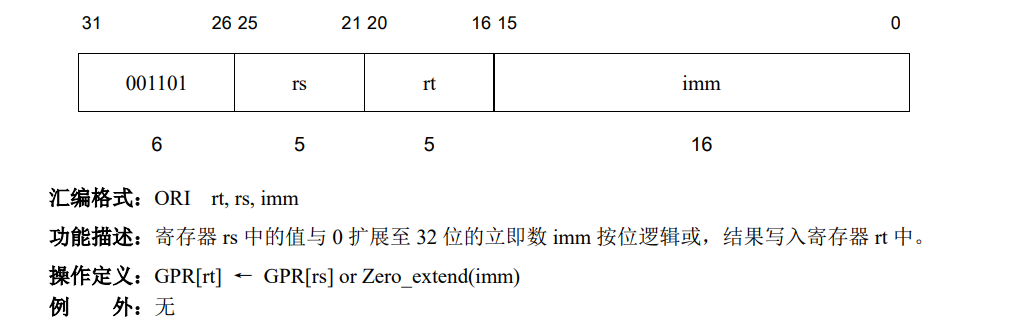 31 26 25 21 20 16 15 0
001101 rs rt imm
6 5 5 16
汇编格式：ORI rt, rs, imm
功能描述：寄存器 rs 中的值与 0 扩展至 32 位的立即数 imm 按位逻辑或，结果写入寄存器 rt 中。
操作定义：GPR[rt] ← GPR[rs] or Zero_extend(imm)
例 外：无